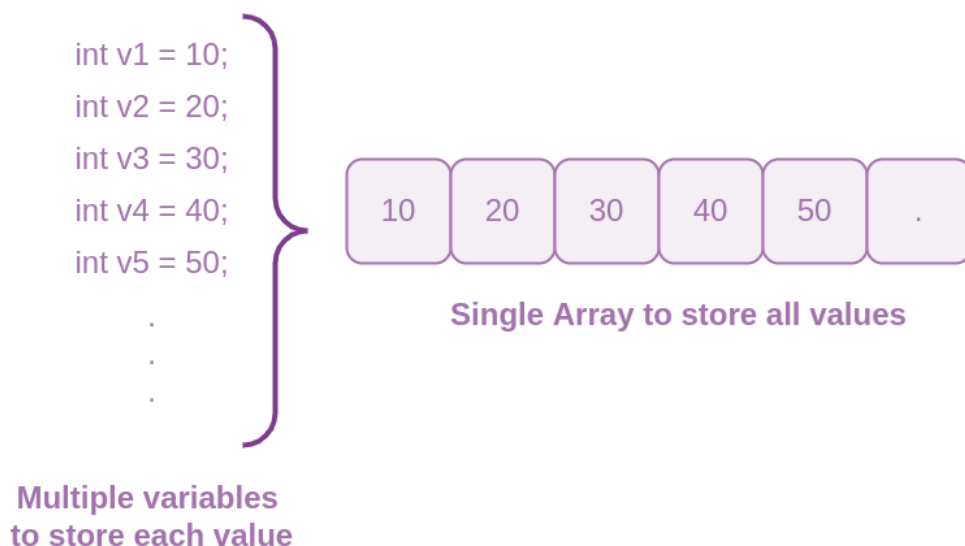 int v1 = 10;
int v2 = 20;
int v3 = 30;
int v4 = 40;
int v5 = 50;
.
.
.
Multiple variables
to store each value
10 20 30 40 50 .
Single Array to store all values